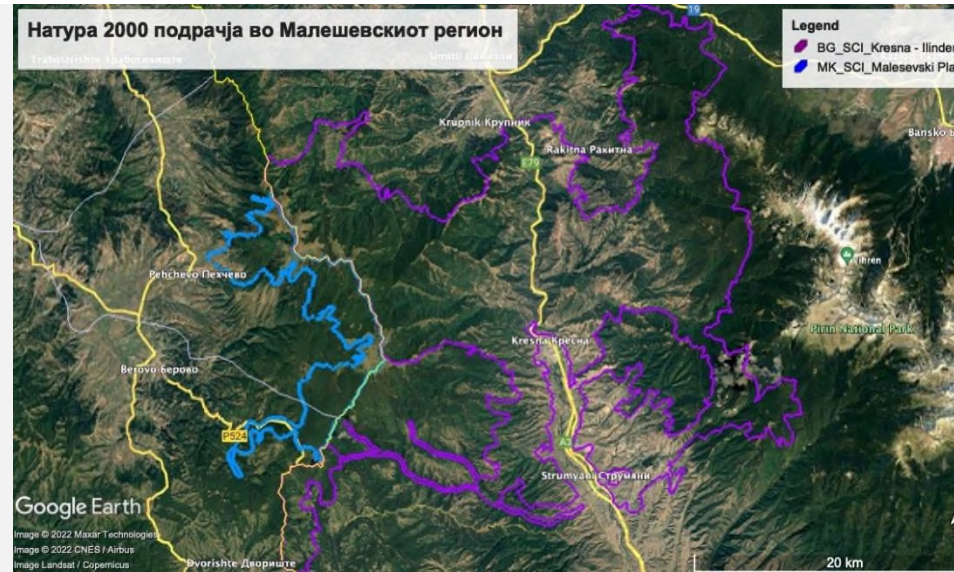 Натура 2000 подрачја во Малешевскиот регион
Legend
BG_SCI_Kresna - Ilinden
MK_SCI_Malesevski Pla
19
Krupnik Крупник
E79
Rakitna Ракитна
Bansko
Pehchevo Пехчево
Vihren
Pirin National Park
Kresna Кресна
Berovo Берово
P524
A3
Strumyani Струмяни
Google Earth
Image © 2022 Maxar Technologies
Image © 2022 CNES / Airbus
Image Landsat / Copernicus
Dvorishte Двориште
20 km